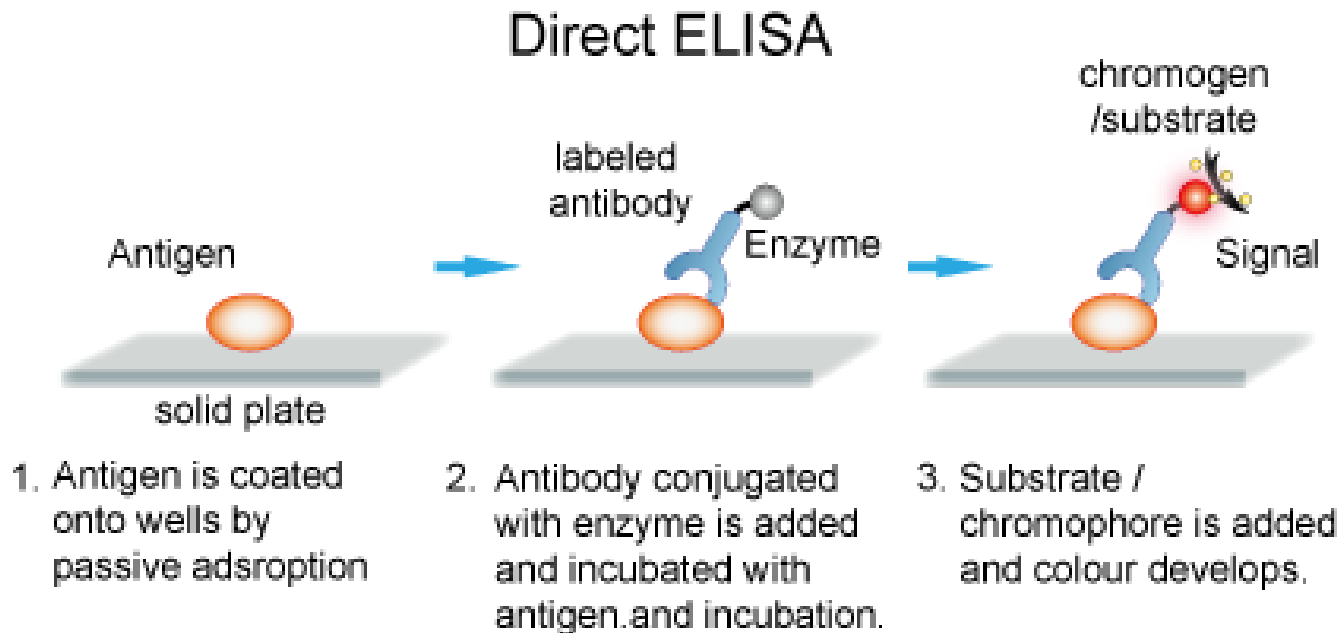 Direct ELISA
Antigen
solid plate
labeled
antibody
Enzyme
chromogen
/substrate
Signal
1. Antigen is coated
onto wells by
passive adsroption
2. Antibody conjugated
with enzyme is added
and incubated with
antigen.and incubation.
3. Substrate /
chromophore is added
and colour develops.